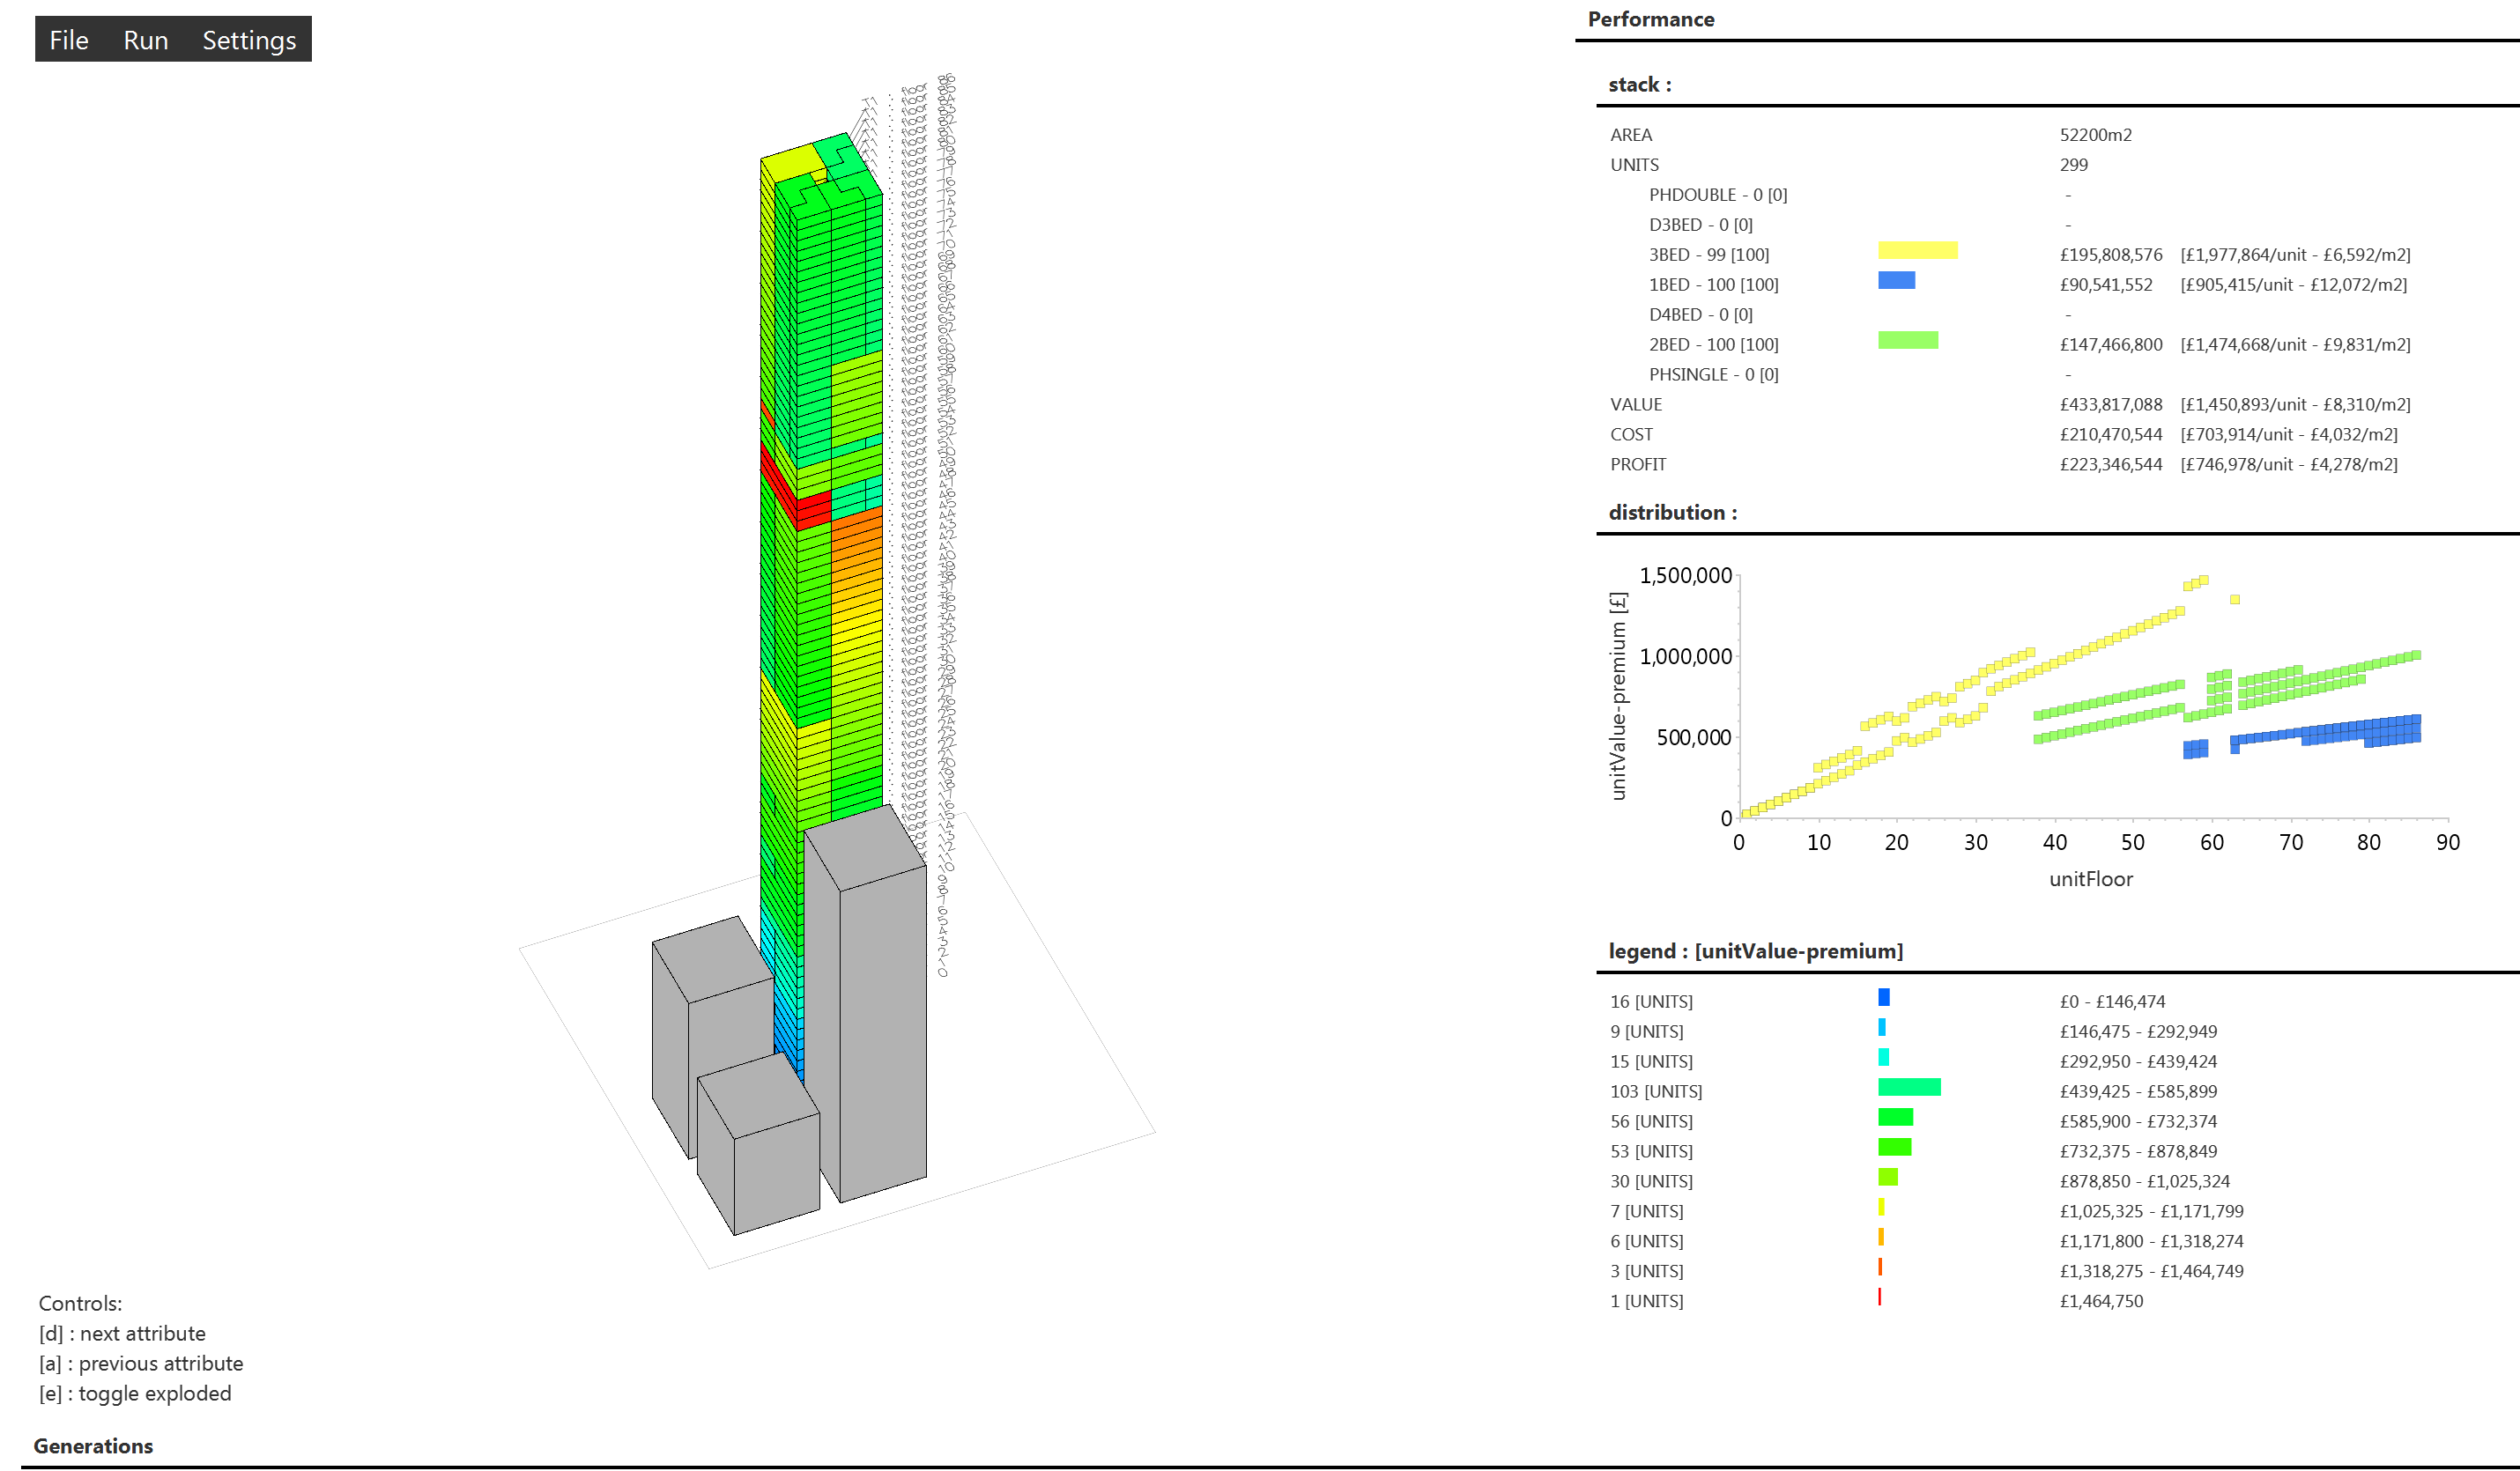 File Run Settings
Performance
stack :
AREA 52200m2
UNITS 299
PHDOUBLE - 0 [0] -
D3BED - 0 [0] -
3BED - 99 [100] £195,808,576 [£1,977,864/unit - £6,592/m2]
1BED - 100 [100] £90,541,552 [£905,415/unit - £12,072/m2]
D4BED - 0 [0] -
2BED - 100 [100] £147,466,800 [£1,474,668/unit - £9,831/m2]
PHSINGLE - 0 [0] -
VALUE £433,817,088 [£1,450,893/unit - £8,310/m2]
COST £210,470,544 [£703,914/unit - £4,032/m2]
PROFIT £223,346,544 [£746,978/unit - £4,278/m2]
distribution :
unitValue-premium [£]
1,500,000
1,000,000
500,000
0
0 10 20 30 40 50 60 70 80 90
unitFloor
legend : [unitValue-premium]
16 [UNITS] £0 - £146,474
9 [UNITS] £146,475 - £292,949
15 [UNITS] £292,950 - £439,424
103 [UNITS] £439,425 - £585,899
56 [UNITS] £585,900 - £732,374
53 [UNITS] £732,375 - £878,849
30 [UNITS] £878,850 - £1,025,324
7 [UNITS] £1,025,325 - £1,171,799
6 [UNITS] £1,171,800 - £1,318,274
3 [UNITS] £1,318,275 - £1,464,749
1 [UNITS] £1,464,750
Controls:
[d] : next attribute
[a] : previous attribute
[e] : toggle exploded
Generations